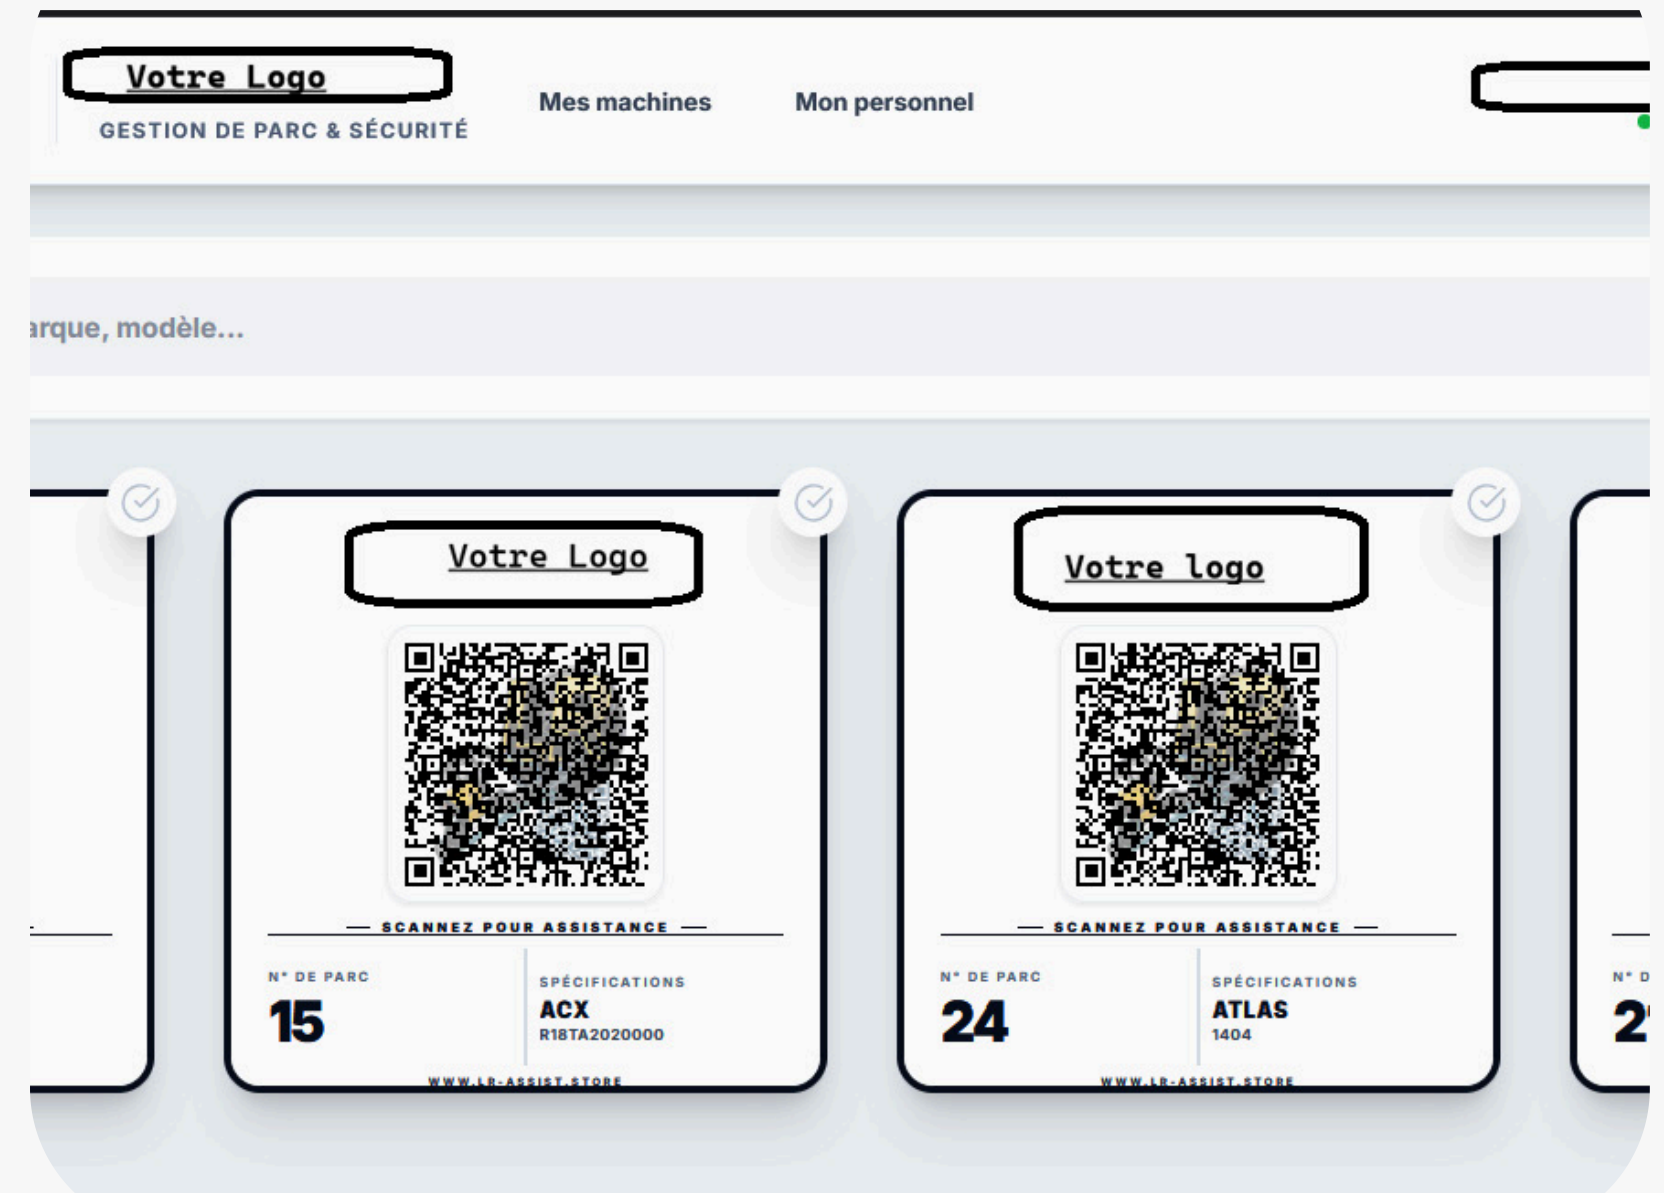 Votre Logo
GESTION DE PARC & SÉCURITÉ
Mes machines
Mon personnel
arque, modèle...
Votre Logo
SCANNEZ POUR ASSISTANCE
N° DE PARC
15
SPÉCIFICATIONS
ACX
R18TA2020000
WWW.LR-ASSIST.STORE
Votre logo
SCANNEZ POUR ASSISTANCE
N° DE PARC
24
SPÉCIFICATIONS
ATLAS
1404
WWW.LR-ASSIST.STORE
N° D